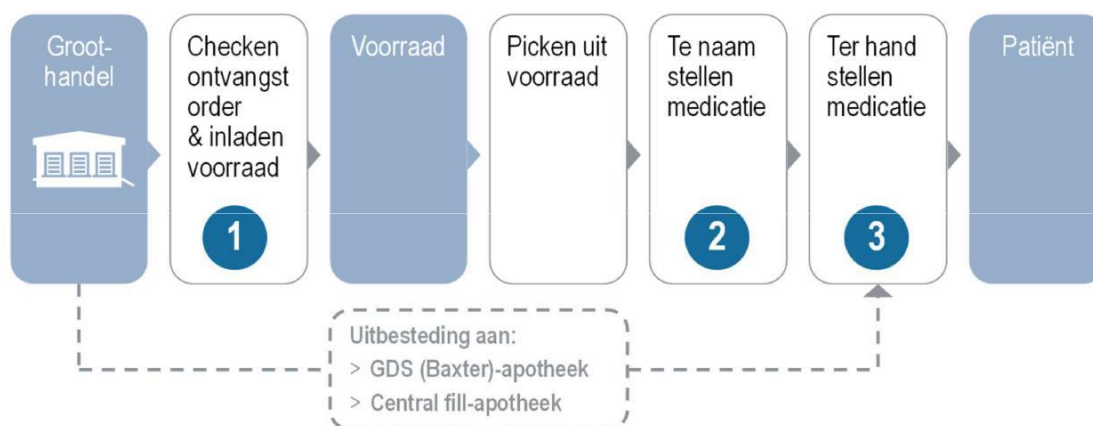 Groot-
handel
Checken
ontvangst
order
& inladen
voorraad
1
Voorraad
Picken uit
voorraad
Te naam
stellen
medicatie
2
Ter hand
stellen
medicatie
3
Patiënt
Uitbesteding aan:
> GDS (Baxter)-apotheek
> Central fill-apotheek